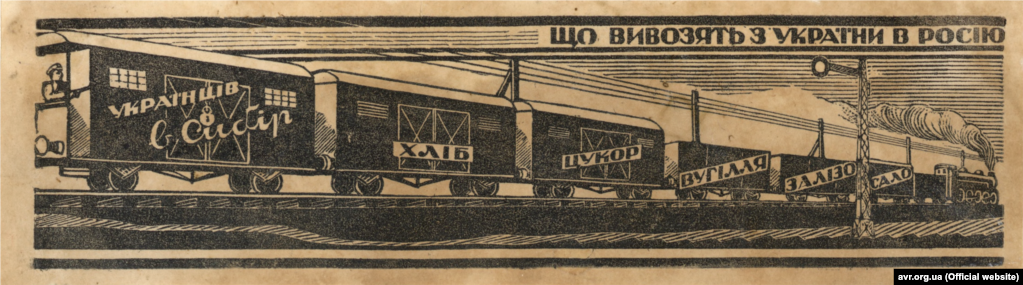 ЩО ВИВОЗЯТЬ З УКРАЇНИ В РОСІЮ
УКРАЇНЦІВ
в Сибір
ХЛІБ
ЦУКОР
ВУГІЛЛЯ
ЗАЛІЗО
САЛО
avr.org.ua (Official website)